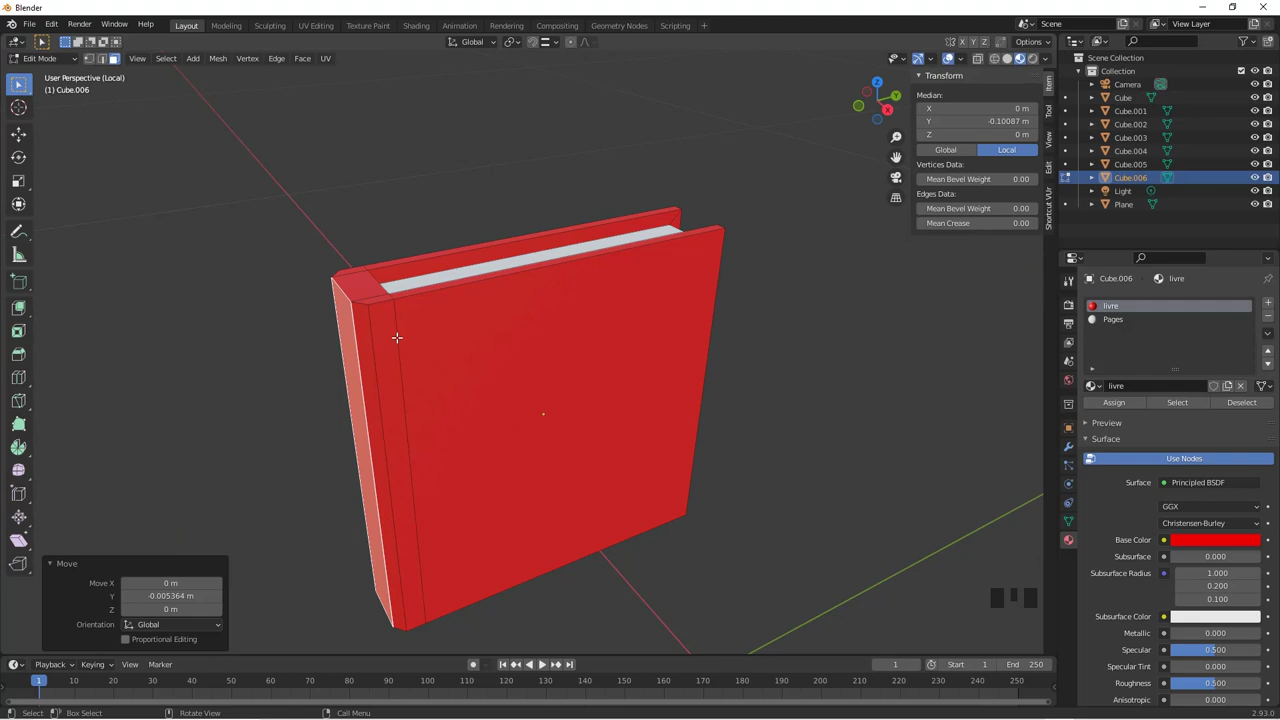 Blender
File Edit Render Window Help Layout Modeling Sculpting UV Editing Texture Paint Shading Animation Rendering Compositing Geometry Nodes Scripting + Scene View Layer
Global X Y Z Options
Edit Mode View Select Add Mesh Vertex Edge Face UV
User Perspective (Local)
(1) Cube.006
Transform
Median:
X 0 m
Y -0.10087 m
Z 0 m
Global Local
Vertices Data:
Mean Bevel Weight 0.00
Edges Data:
Mean Bevel Weight 0.00
Mean Crease 0.00
Item
Tool
View
Edit
Shortcut VUr
X
Y
Z
Scene Collection
Collection
Camera
Cube
Cube.001
Cube.002
Cube.003
Cube.004
Cube.005
Cube.006
Light
Plane
Cube.006 livre
livre
Pages
livre
Assign Select Deselect
Preview
Surface
Use Nodes
Surface Principled BSDF
GGX
Christensen-Burley
Base Color
Subsurface 0.000
Subsurface Radius 1.000
0.200
0.100
Subsurface Color
Metallic 0.000
Specular 0.500
Specular Tint 0.000
Roughness 0.500
Anisotropic 0.000
Move
Move X 0 m
Y -0.005364 m
Z 0 m
Orientation Global
Proportional Editing
Playback Keying View Marker 1 Start 1 End 250
1 10 20 30 40 50 60 70 80 90 100 110 120 130 140 150 160 170 180 190 200 210 220 230 240 250
Select Box Select Rotate View Call Menu 2.93.0